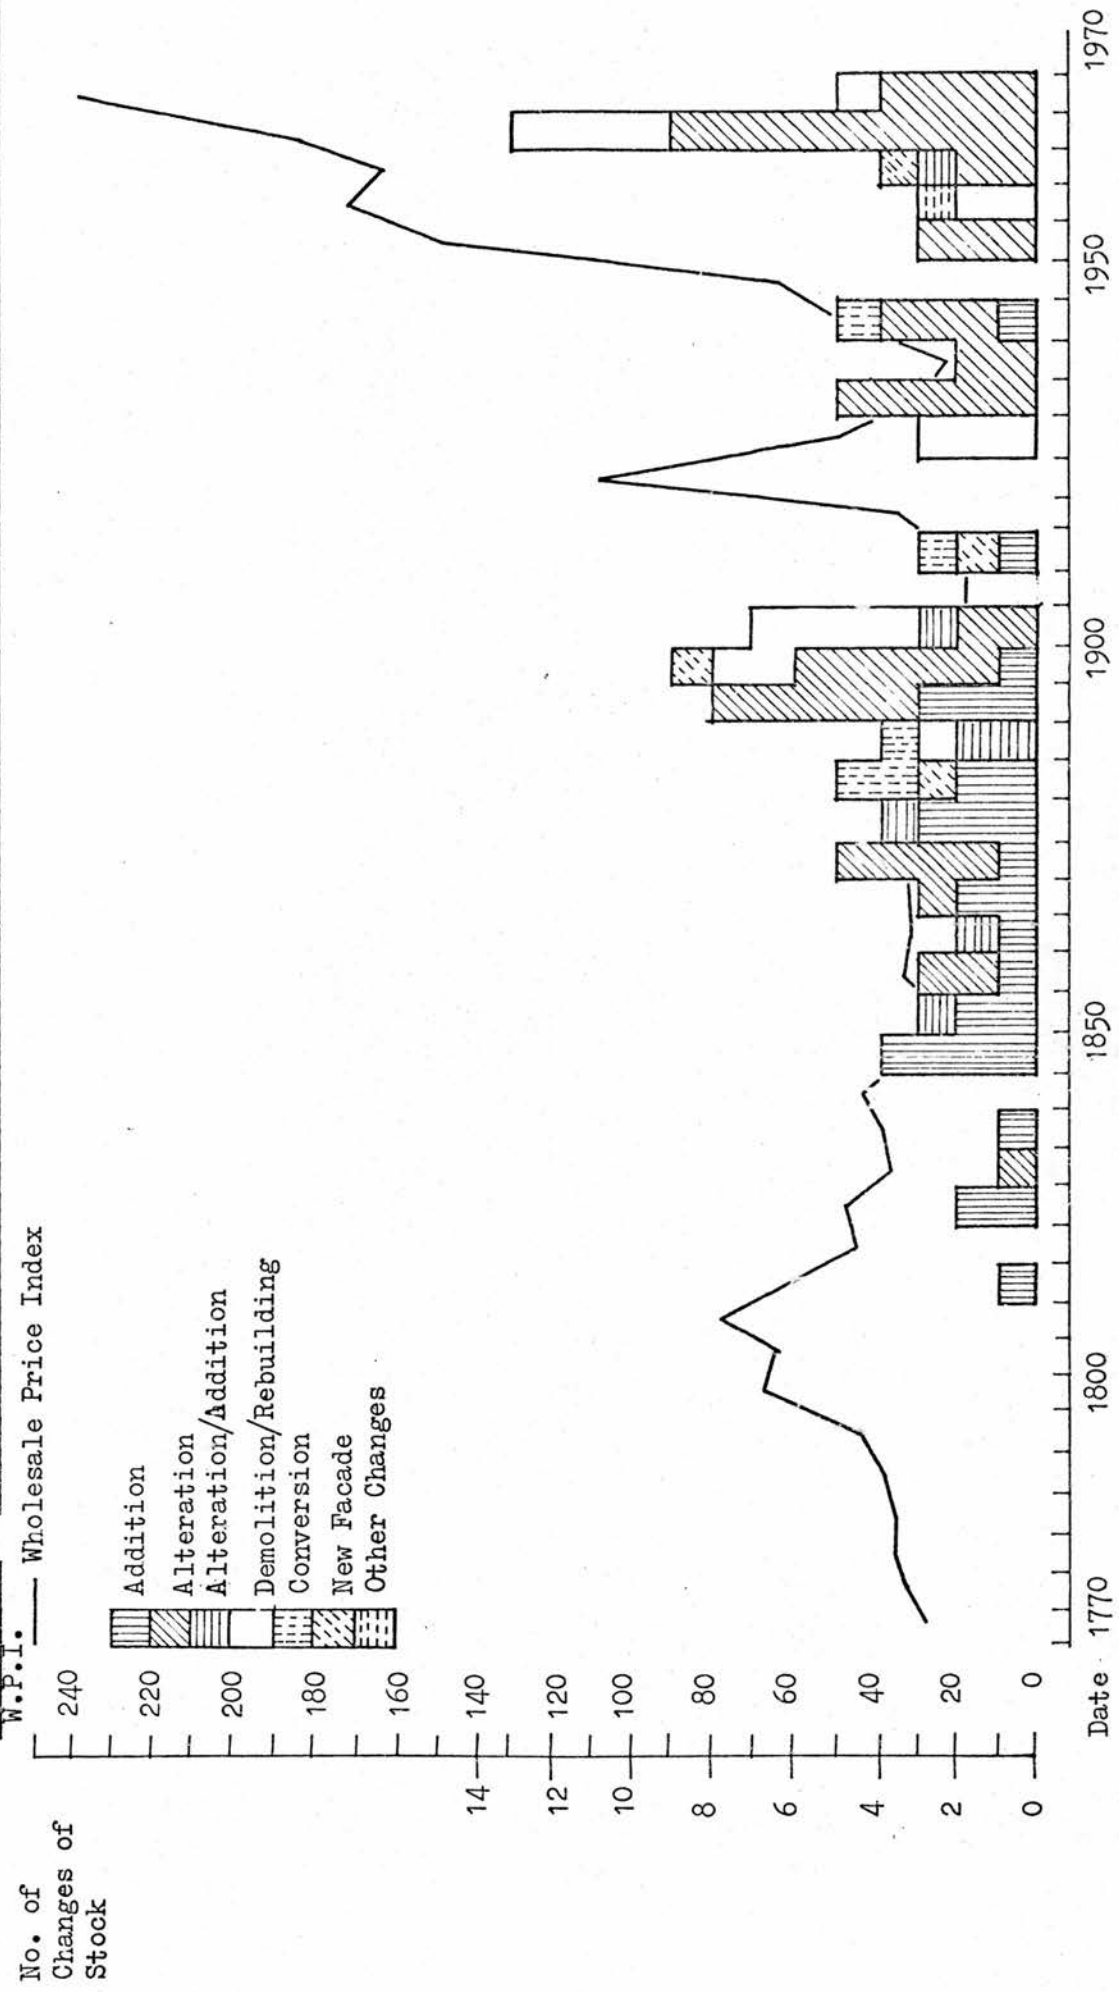 No. of
Changes of
Stock
W.P.I.
Wholesale Price Index
Addition
Alteration
Alteration/Addition
Demolition/Rebuilding
Conversion
New Facade
Other Changes
240
220
200
180
160
14 140
12 120
10 100
8 80
6 60
4 40
2 20
0 0
Date 1770 1800 1850 1900 1950 1970